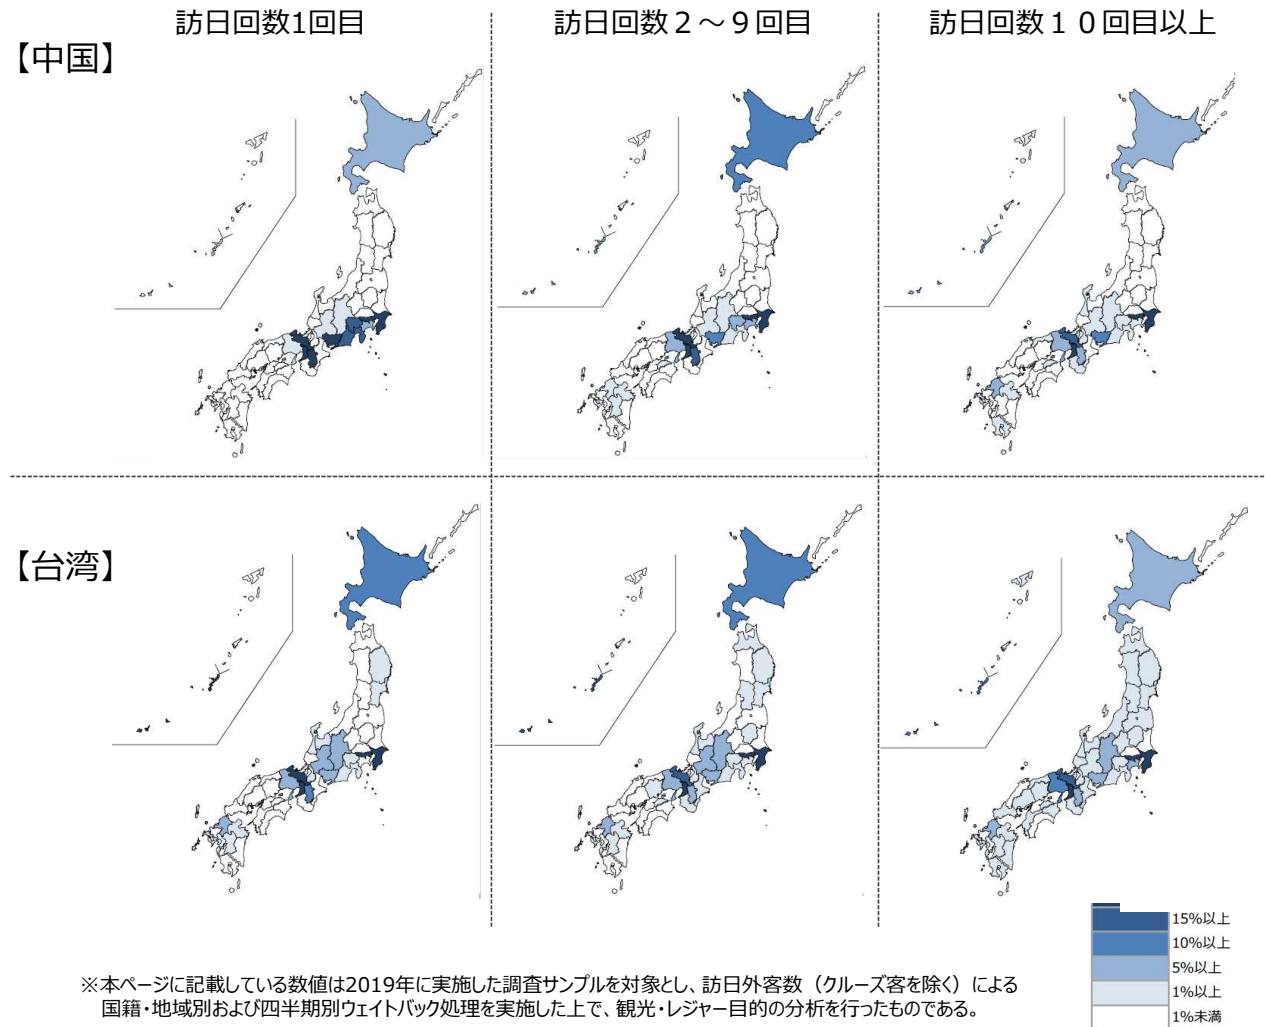 訪日回数1回目
訪日回数２～９回目
訪日回数１０回目以上
【中国】
【台湾】
15%以上
10%以上
5%以上
1%以上
1%未満
※本ページに記載している数値は2019年に実施した調査サンプルを対象とし、訪日外客数（クルーズ客を除く）による
国籍・地域別および四半期別ウェイトバック処理を実施した上で、観光・レジャー目的の分析を行ったものである。